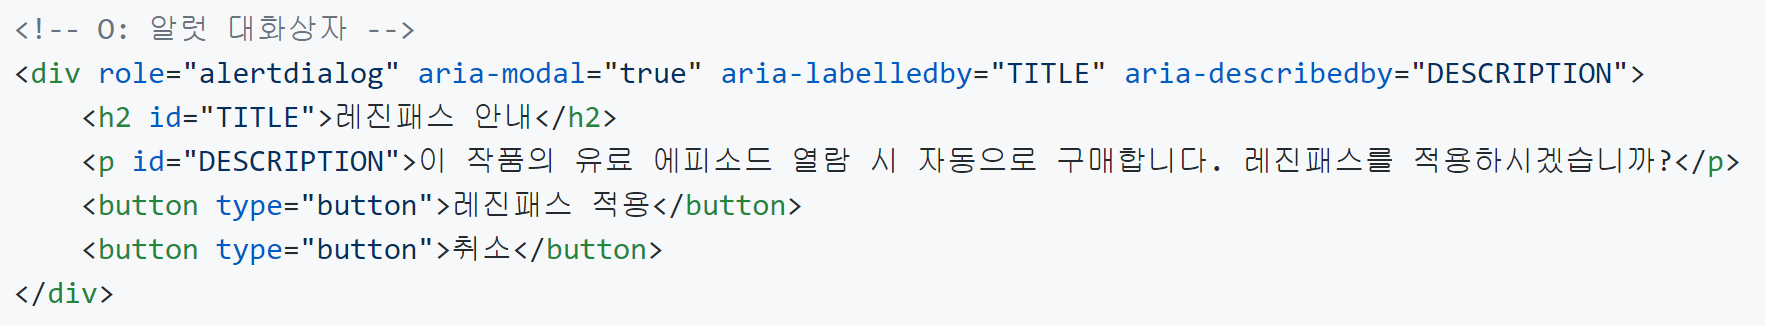 <!-- O: 알럿 대화상자 -->
<div role="alertdialog" aria-modal="true" aria-labelledby="TITLE" aria-describedby="DESCRIPTION">
    <h2 id="TITLE">레진패스 안내</h2>
    <p id="DESCRIPTION">이 작품의 유료 에피소드 열람 시 자동으로 구매합니다. 레진패스를 적용하시겠습니까?</p>
    <button type="button">레진패스 적용</button>
    <button type="button">취소</button>
</div>